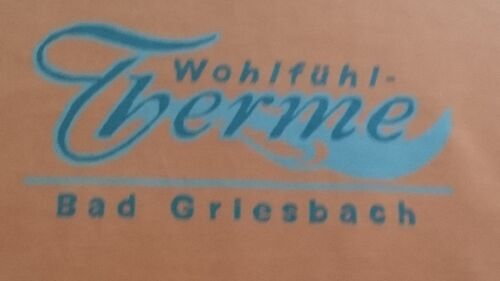 Wohlfühl-
Therme
Bad Griesbach